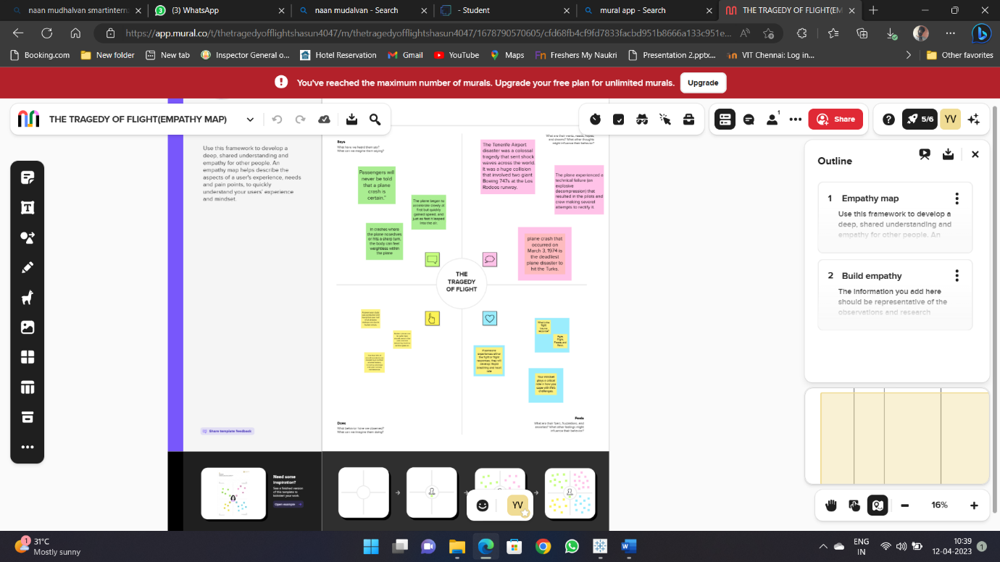 naan mudhalvan smartintern
(3) WhatsApp
naan mudalvan - Search
- Student
mural app - Search
THE TRAGEDY OF FLIGHT(EM
https://app.mural.co/t/thetragedyofflightshasun4047/m/thetragedyofflightshasun4047/1678790570605/cfd68fb4cf9fd7833facbd951b8666a133c951e...
Booking.com
New folder
New tab
Inspector General o...
Hotel Reservation
Gmail
YouTube
Maps
Freshers My Naukri
Presentation 2.pptx...
VIT Chennai: Log in...
Other favorites
You've reached the maximum number of murals. Upgrade your free plan for unlimited murals.
Upgrade
THE TRAGEDY OF FLIGHT(EMPATHY MAP)
1
Share
5/6
YV
Use this framework to develop a
deep, shared understanding and
empathy for other people. An
empathy map helps describe the
aspects of a user's experience, needs
and pain points, to quickly
understand your users' experience
and mindset.
Share template feedback
Says
What have we heard them say?
What can we imagine them saying?
Passengers will
never be told
that a plane
crash is
certain."
The plane began to
accelerate slowly at
first but quickly
gained speed, and
just as fast it leaped
into the air.
In crashes where
the plane nosedives
or hits a sharp turn,
the body can feel
weightless within
the plane
What are their wants, needs, hopes,
and dreams? What other thoughts
might influence their behavior?
The Tenerife Airport
disaster was a colossal
tragedy that sent shock
waves across the world.
It was a huge collision
that involved two giant
Boeing 747s at the Los
Rodeos runway.
The plane experienced a
technical failure (an
explosive
decompression) that
resulted in the pilots and
crew making several
attempts to rectify it.
plane crash that
occurred on
March 3, 1974 is
the deadliest
plane disaster to
hit the Turks.
THE
TRAGEDY
OF FLIGHT
If someone
experiences either
the fight or flight
responses, they will
develop rapid
breathing and heart
rate
Your mindset
plays a critical
role in how you
cope with life's
challenges.
Does
What behavior have we observed?
What can we imagine them doing?
Feels
What are their fears, frustrations, and
anxieties? What other feelings might
influence their behavior?
Need some
inspiration?
See a finished version
of this template to
kickstart your work.
Open example
YV
Outline
1 Empathy map
Use this framework to develop a
deep, shared understanding and
empathy for other people. An
2 Build empathy
The information you add here
should be representative of the
observations and research
16%
1
31°C
Mostly sunny
ENG
IN
10:39
12-04-2023
1